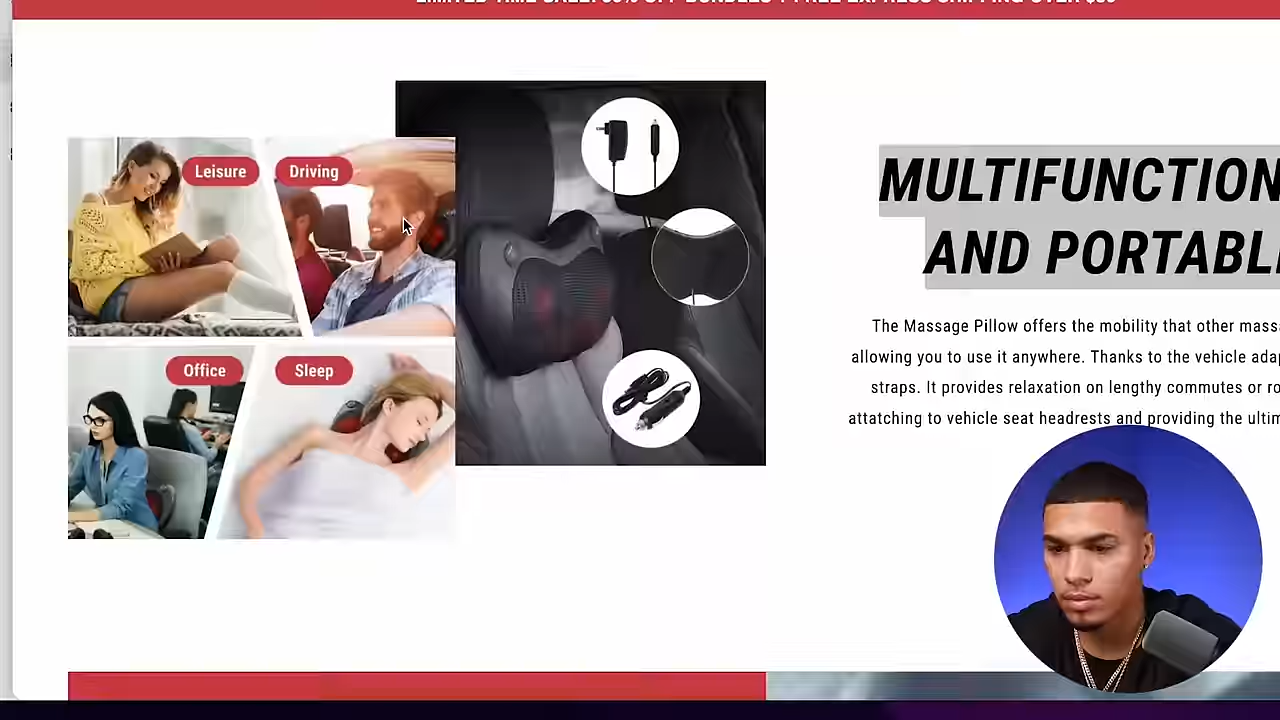 LIMITED TIME SALE! 50% OFF BUNDLES + FREE EXPRESS SHIPPING OVER
Leisure
Driving
MULTIFUNCTION
AND PORTABL
The Massage Pillow offers the mobility that other mass
allowing you to use it anywhere. Thanks to the vehicle ada
straps. It provides relaxation on lengthy commutes or ro
attatching to vehicle seat headrests and providing the ultim
Office
Sleep